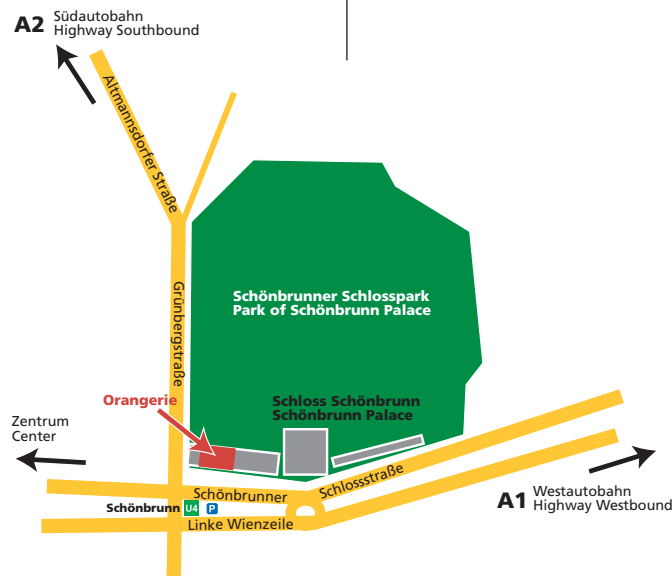 A2 Südautobahn
Highway Southbound
Altmannsdorfer Straße
Grünbergstraße
Schönbrunner Schlosspark
Park of Schönbrunn Palace
Orangerie
Schloss Schönbrunn
Schönbrunn Palace
Zentrum
Center
Schönbrunner Schlossstraße
A1 Westautobahn
Highway Westbound
Schönbrunn U4 P
Linke Wienzeile